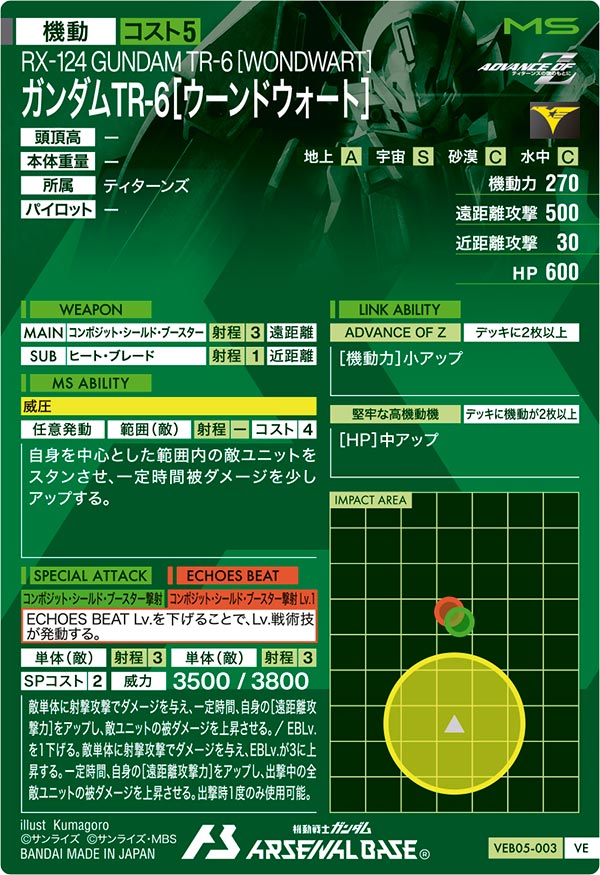 機動 コスト5 MS
RX-124 GUNDAM TR-6 [WONDWART]
ガンダムTR-6[ウーンドウォート]
ADVANCE OF Z
ティターンズの旗のもとに
頭頂高 ―
本体重量 ―
所属 ティターンズ
パイロット ―
地上 A 宇宙 S 砂漠 C 水中 C
機動力 270
遠距離攻撃 500
近距離攻撃 30
HP 600
WEAPON
MAIN コンポジット・シールド・ブースター 射程 3 遠距離
SUB ヒート・ブレード 射程 1 近距離
MS ABILITY
威圧
任意発動 範囲(敵) 射程 ― コスト 4
自身を中心とした範囲内の敵ユニットを
スタンさせ、一定時間被ダメージを少し
アップする。
LINK ABILITY
ADVANCE OF Z デッキに2枚以上
[機動力]小アップ
堅牢な高機動機 デッキに機動が2枚以上
[HP]中アップ
IMPACT AREA
SPECIAL ATTACK ECHOES BEAT
コンポジット・シールド・ブースター撃射 コンポジット・シールド・ブースター撃射 Lv.1
ECHOES BEAT Lv.を下げることで、Lv.戦術技
が発動する。
単体(敵) 射程 3 単体(敵) 射程 3
SPコスト 2 威力 3500 / 3800
敵単体に射撃攻撃でダメージを与え、一定時間、自身の[遠距離攻
撃力]をアップし、敵ユニットの被ダメージを上昇させる。/ EBLv.
を1下げる。敵単体に射撃攻撃でダメージを与え、EBLv.が3に上
昇する。一定時間、自身の[遠距離攻撃力]をアップし、出撃中の全
敵ユニットの被ダメージを上昇させる。出撃時1度のみ使用可能。
illust Kumagoro
©サンライズ ©サンライズ・MBS
BANDAI MADE IN JAPAN
機動戦士ガンダム
ARSENAL BASE®
VEB05-003 VE